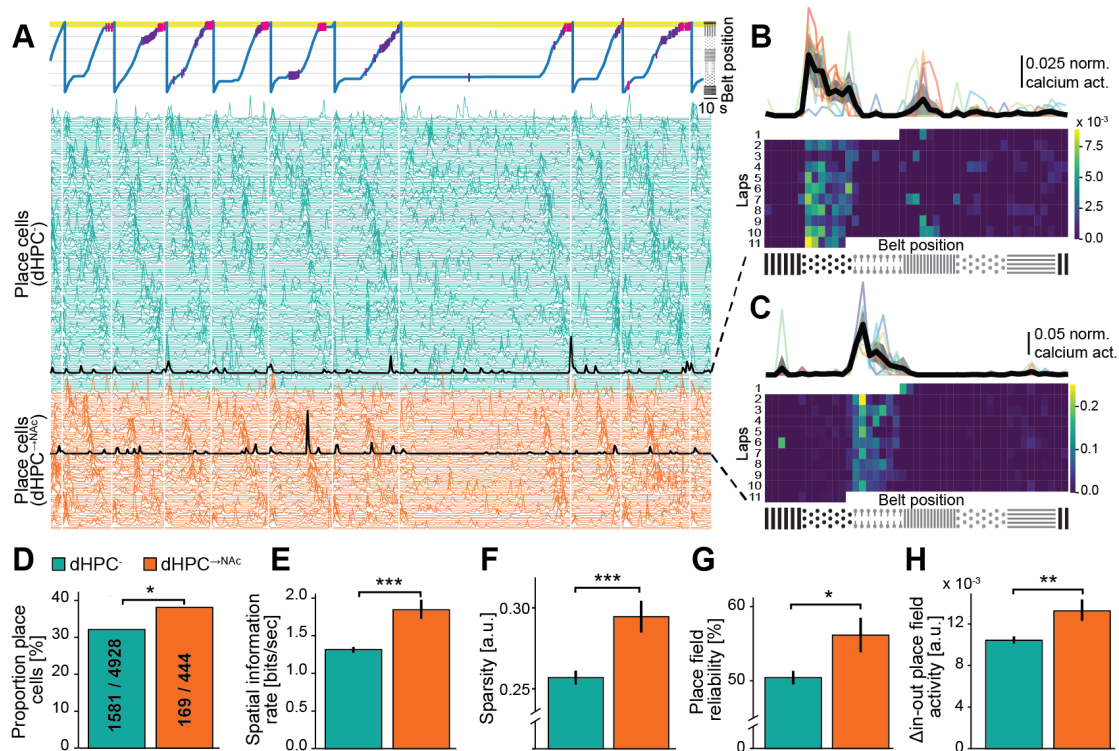 A
Belt position
10 s
Place cells
(dHPC⁻)
Place cells
(dHPC→NAc)
B
0.025 norm.
calcium act.
x 10⁻³
Laps
1
2
3
4
5
6
7
8
9
10
11
7.5
5.0
2.5
0.0
Belt position
C
0.05 norm.
calcium act.
Laps
1
2
3
4
5
6
7
8
9
10
11
0.2
0.1
0.0
Belt position
D
dHPC⁻
dHPC→NAc
Proportion place
cells [%]
40
30
20
10
0
*
1581 / 4928
169 / 444
E
Spatial information
rate [bits/sec]
2.0
1.6
1.2
0.8
0.4
0.0
***
F
Sparsity [a.u.]
0.30
0.25
***
G
Place field
reliability [%]
60
50
0
*
H
Δin-out place field
activity [a.u.]
x 10⁻³
12
8
4
0
**